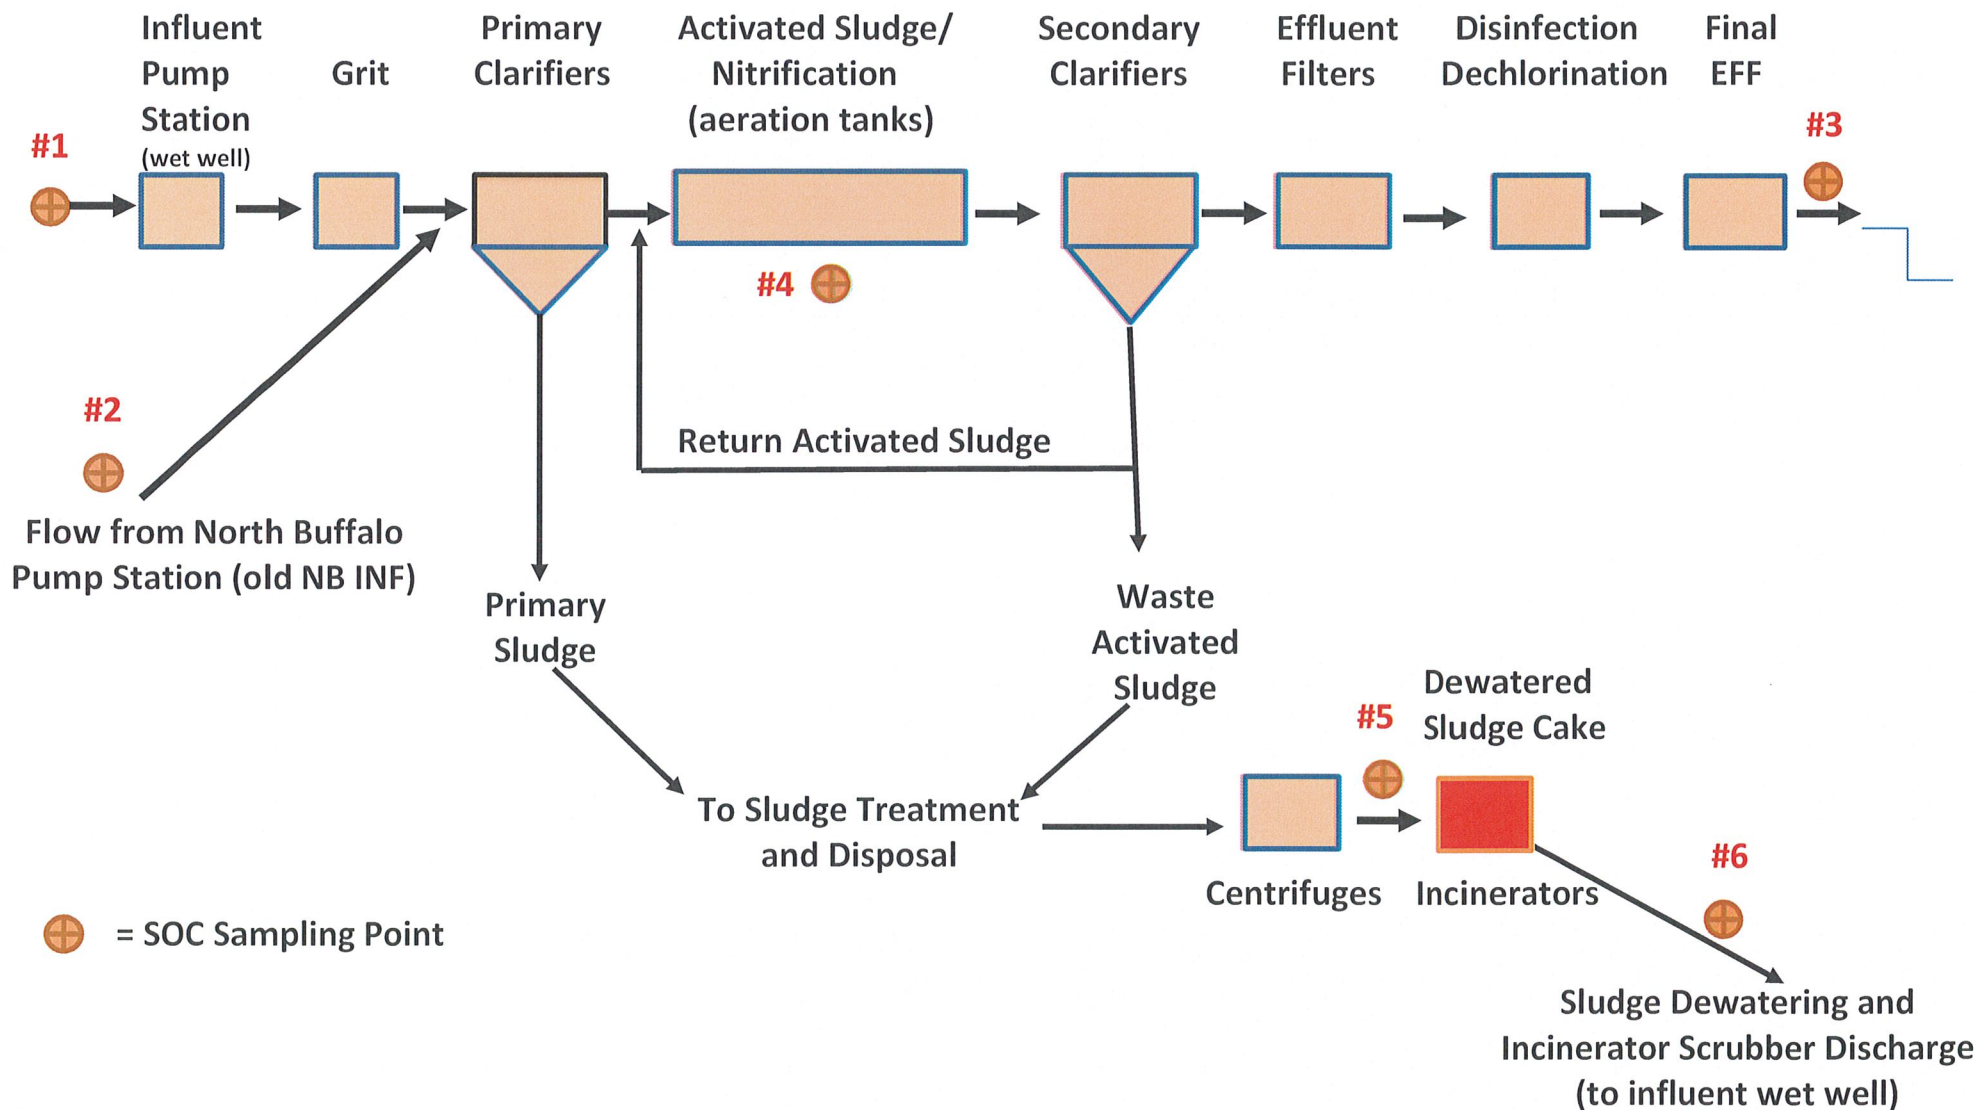 Influent
Pump
Station
(wet well)
Grit
Primary
Clarifiers
Activated Sludge/
Nitrification
(aeration tanks)
Secondary
Clarifiers
Effluent
Filters
Disinfection
Dechlorination
Final
EFF
#1
#3
#4
#2
Return Activated Sludge
Flow from North Buffalo
Pump Station (old NB INF)
Primary
Sludge
Waste
Activated
Sludge
Dewatered
Sludge Cake
#5
To Sludge Treatment
and Disposal
Centrifuges
Incinerators
#6
= SOC Sampling Point
Sludge Dewatering and
Incinerator Scrubber Discharge
(to influent wet well)